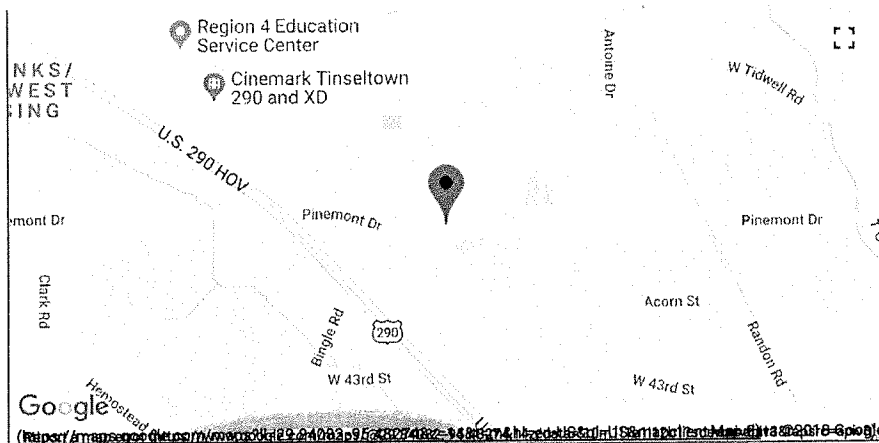 Region 4 Education
Service Center
Antoine Dr
W Tidwell Rd
NKS/
WEST
ING
Cinemark Tinseltown
290 and XD
U.S. 290 HOV
emont Dr
Pinemont Dr
Pinemont Dr
Clark Rd
Acorn St
Bingle Rd
290
Randon Rd
W 43rd St
W 43rd St
Hempstead
Google